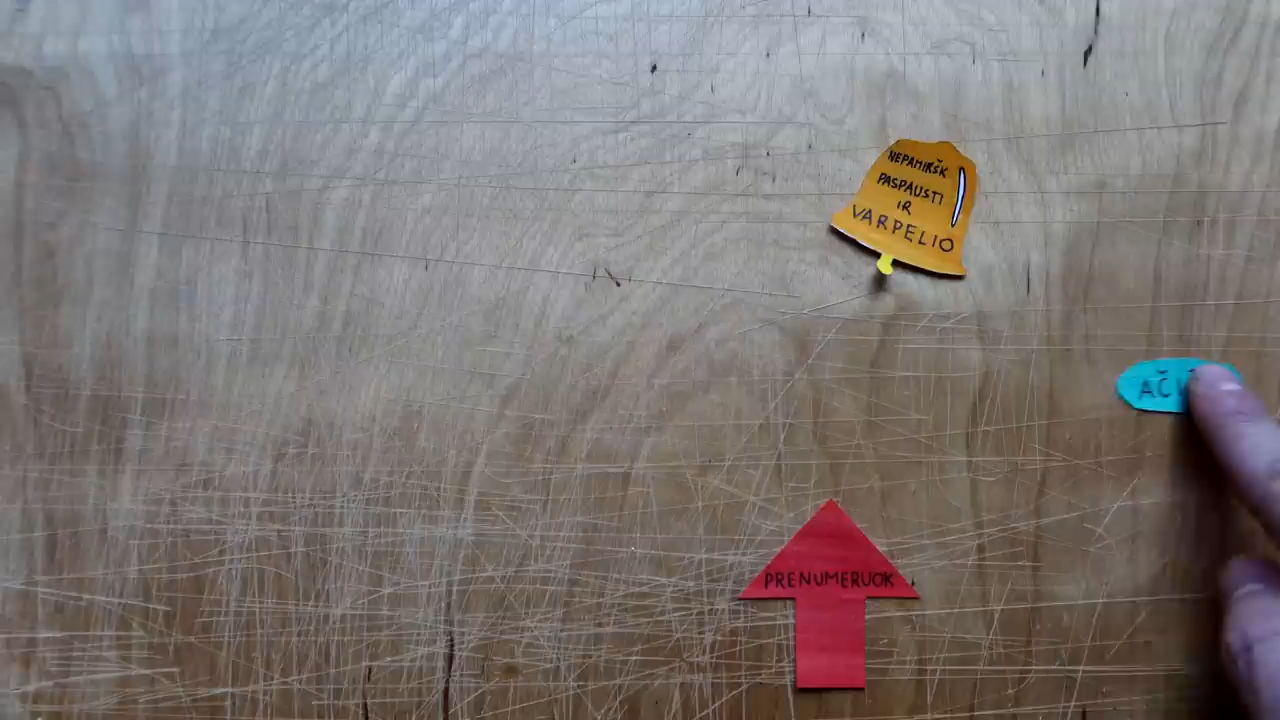 NEPAMIRŠK
PASPAUSTI
IR
VARPELIO
PRENUMERUOK